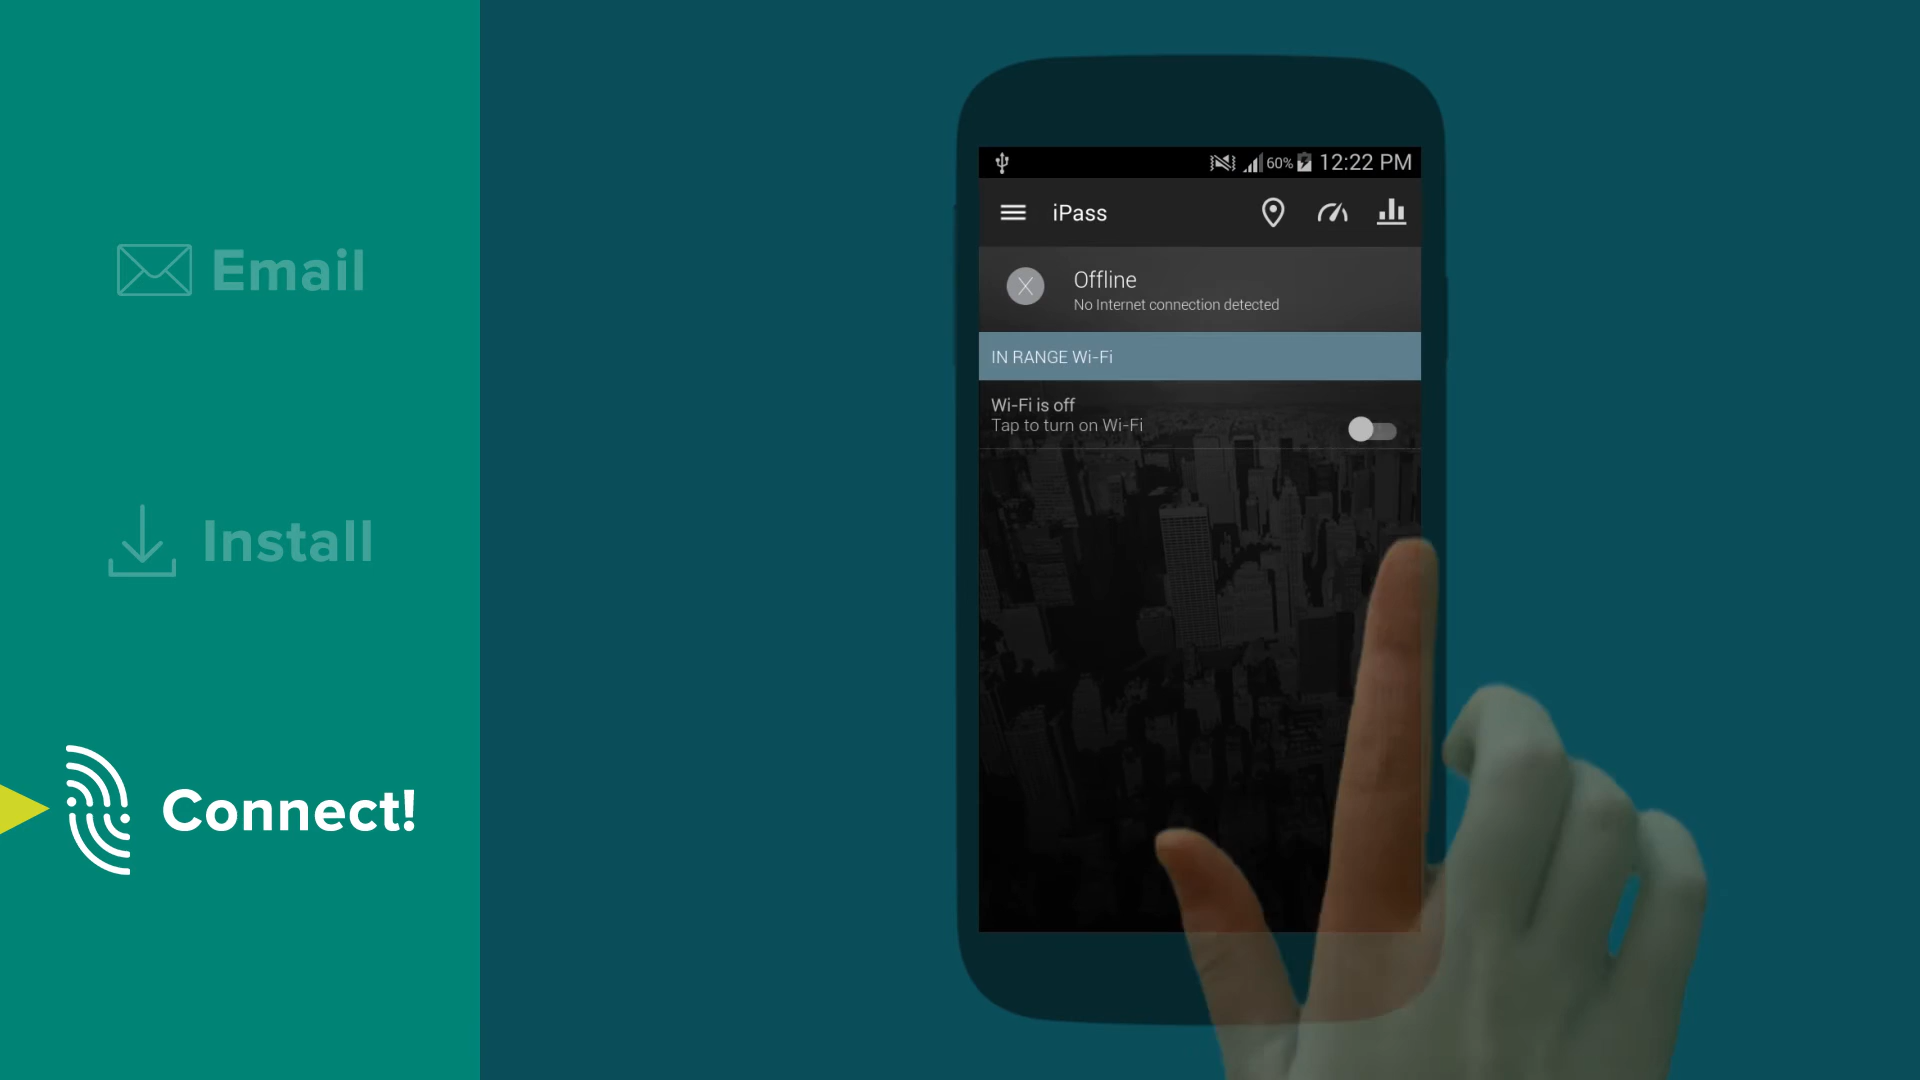 Email
Install
Connect!
60% 12:22 PM
iPass
Offline
No Internet connection detected
IN RANGE Wi-Fi
Wi-Fi is off
Tap to turn on Wi-Fi